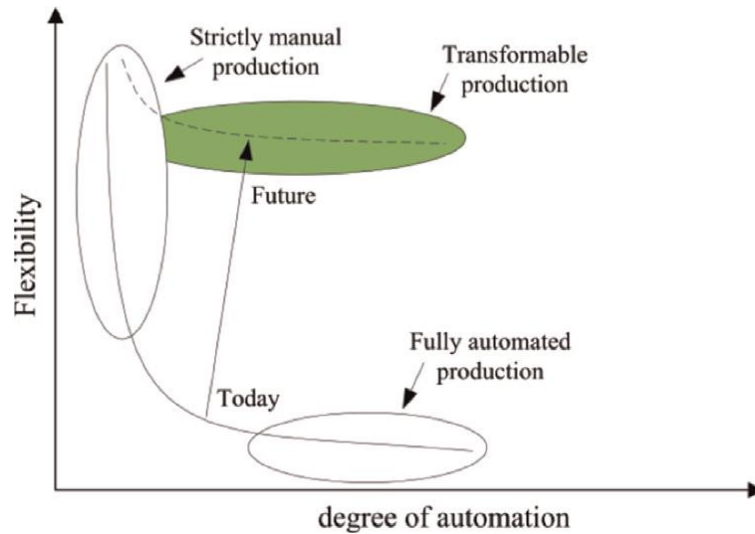 Strictly manual
production
Transformable
production
Future
Flexibility
Fully automated
production
Today
degree of automation